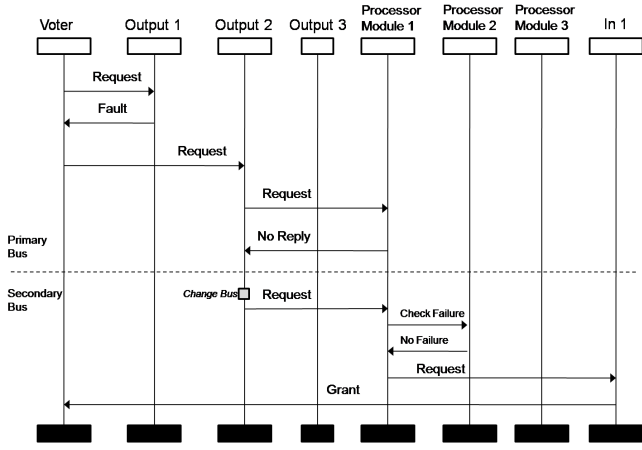 Voter
Output 1
Output 2
Output 3
Processor
Module 1
Processor
Module 2
Processor
Module 3
In 1
Request
Fault
Request
Request
No Reply
Primary
Bus
Secondary
Bus
Change Bus
Request
Check Failure
No Failure
Request
Grant